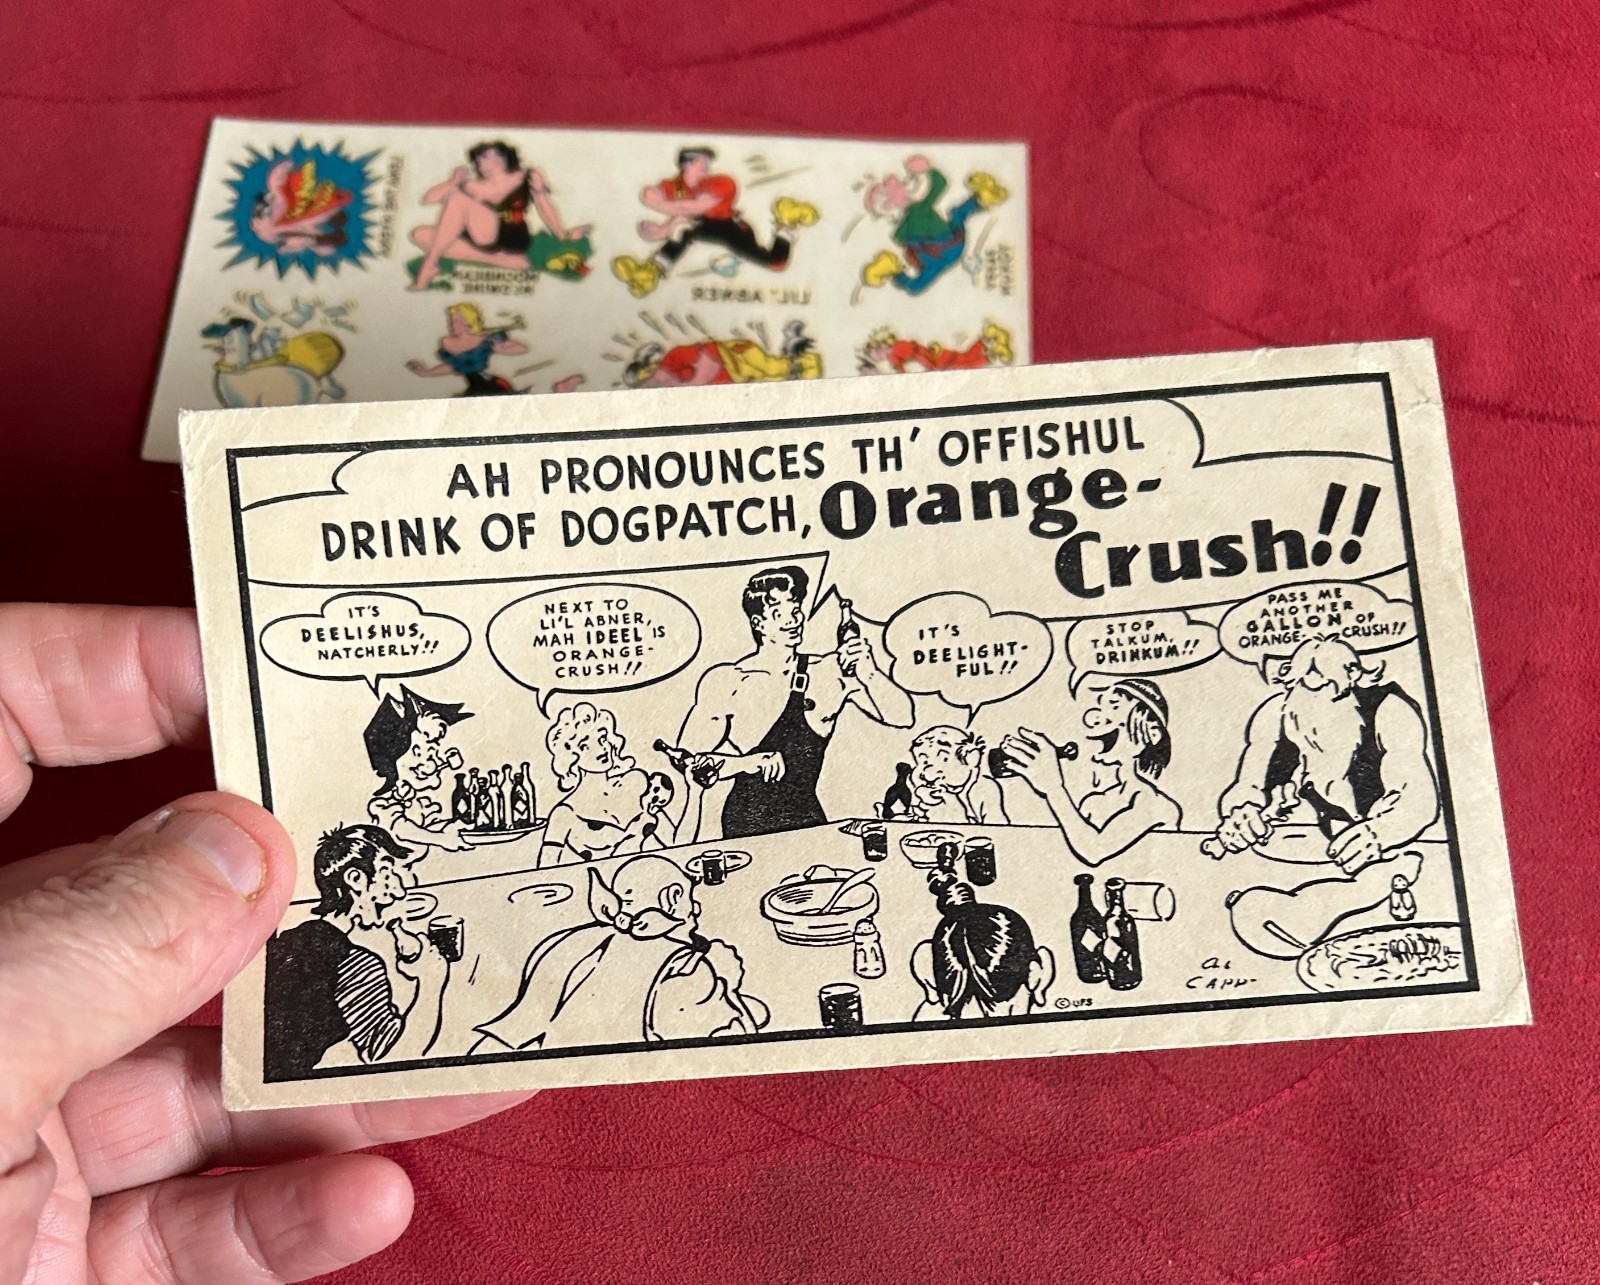 MOONBEAM
McSWINE
LI'L ABNER
AH PRONOUNCES TH' OFFISHUL
DRINK OF DOGPATCH, Orange-
Crush!!
IT'S
DEELISHUS,
NATCHERLY!!
NEXT TO
LI'L ABNER,
MAH IDEEL IS
ORANGE-
CRUSH!!
IT'S
DEELIGHT-
FUL!!
STOP
TALKUM,
DRINKUM!!
PASS ME
ANOTHER
GALLON OF
ORANGE-CRUSH!!
AL
CAPP-
© UFS